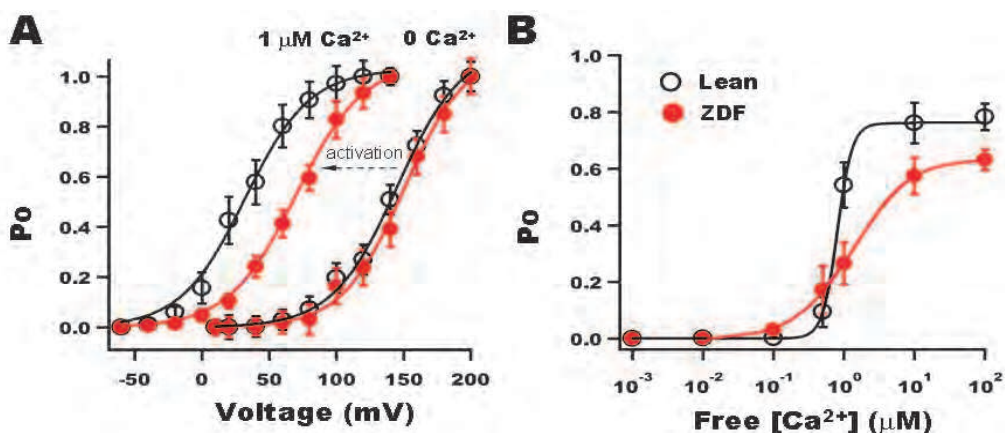 A
1 μM Ca²⁺ 0 Ca²⁺
1.0
0.8
0.6
0.4
0.2
0.0
Po
activation
-50 0 50 100 150 200
Voltage (mV)
B
Lean
ZDF
1.0
0.8
0.6
0.4
0.2
0.0
Po
10⁻³ 10⁻² 10⁻¹ 10⁰ 10¹ 10²
Free [Ca²⁺] (μM)